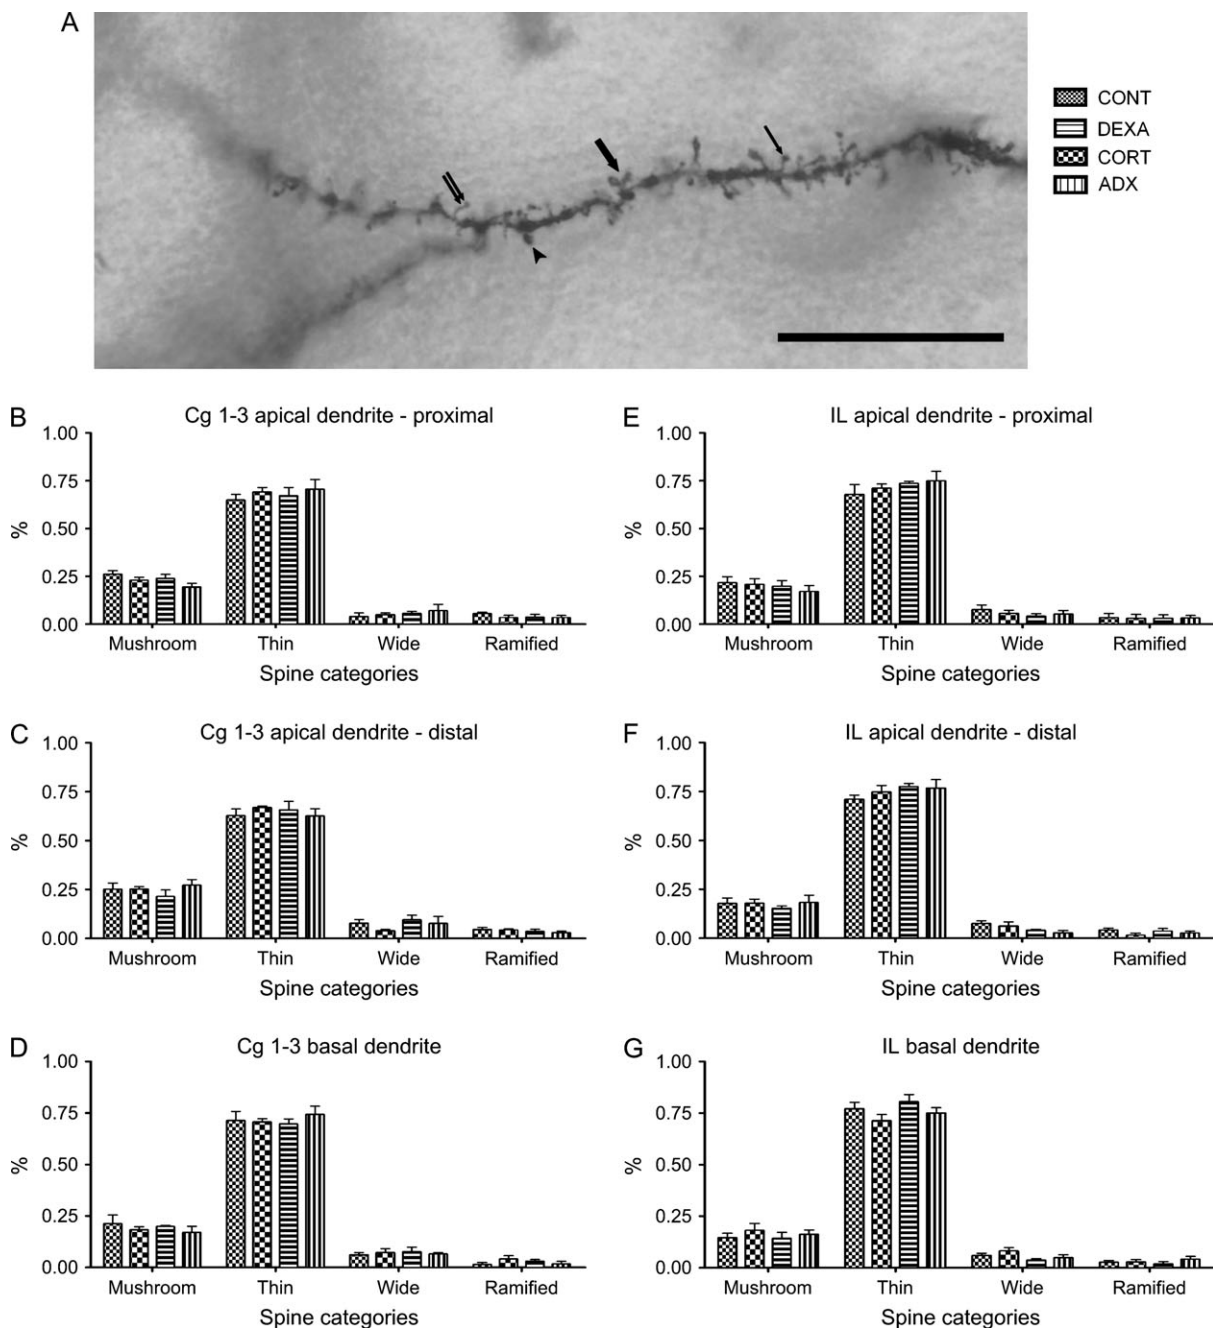 A
CONT
DEXA
CORT
ADX
B
Cg 1-3 apical dendrite - proximal
1.00
0.75
0.50
0.25
0.00
%
Mushroom Thin Wide Ramified
Spine categories
E
IL apical dendrite - proximal
1.00
0.75
0.50
0.25
0.00
%
Mushroom Thin Wide Ramified
Spine categories
C
Cg 1-3 apical dendrite - distal
1.00
0.75
0.50
0.25
0.00
%
Mushroom Thin Wide Ramified
Spine categories
F
IL apical dendrite - distal
1.00
0.75
0.50
0.25
0.00
%
Mushroom Thin Wide Ramified
Spine categories
D
Cg 1-3 basal dendrite
1.00
0.75
0.50
0.25
0.00
%
Mushroom Thin Wide Ramified
Spine categories
G
IL basal dendrite
1.00
0.75
0.50
0.25
0.00
%
Mushroom Thin Wide Ramified
Spine categories